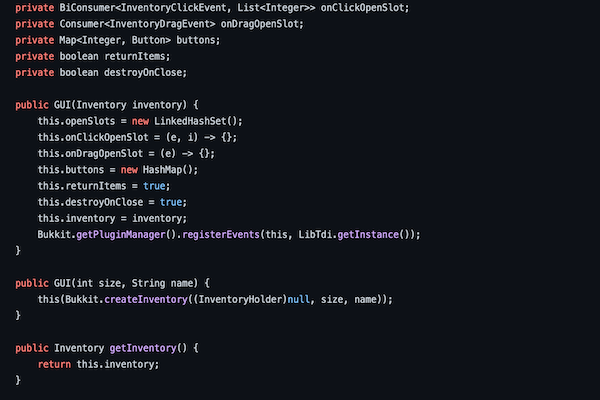 private BiConsumer<InventoryClickEvent, List<Integer>> onClickOpenSlot;
private Consumer<InventoryDragEvent> onDragOpenSlot;
private Map<Integer, Button> buttons;
private boolean returnItems;
private boolean destroyOnClose;

public GUI(Inventory inventory) {
    this.openSlots = new LinkedHashSet();
    this.onClickOpenSlot = (e, i) -> {};
    this.onDragOpenSlot = (e) -> {};
    this.buttons = new HashMap();
    this.returnItems = true;
    this.destroyOnClose = true;
    this.inventory = inventory;
    Bukkit.getPluginManager().registerEvents(this, LibTdi.getInstance());
}

public GUI(int size, String name) {
    this(Bukkit.createInventory((InventoryHolder)null, size, name));
}

public Inventory getInventory() {
    return this.inventory;
}